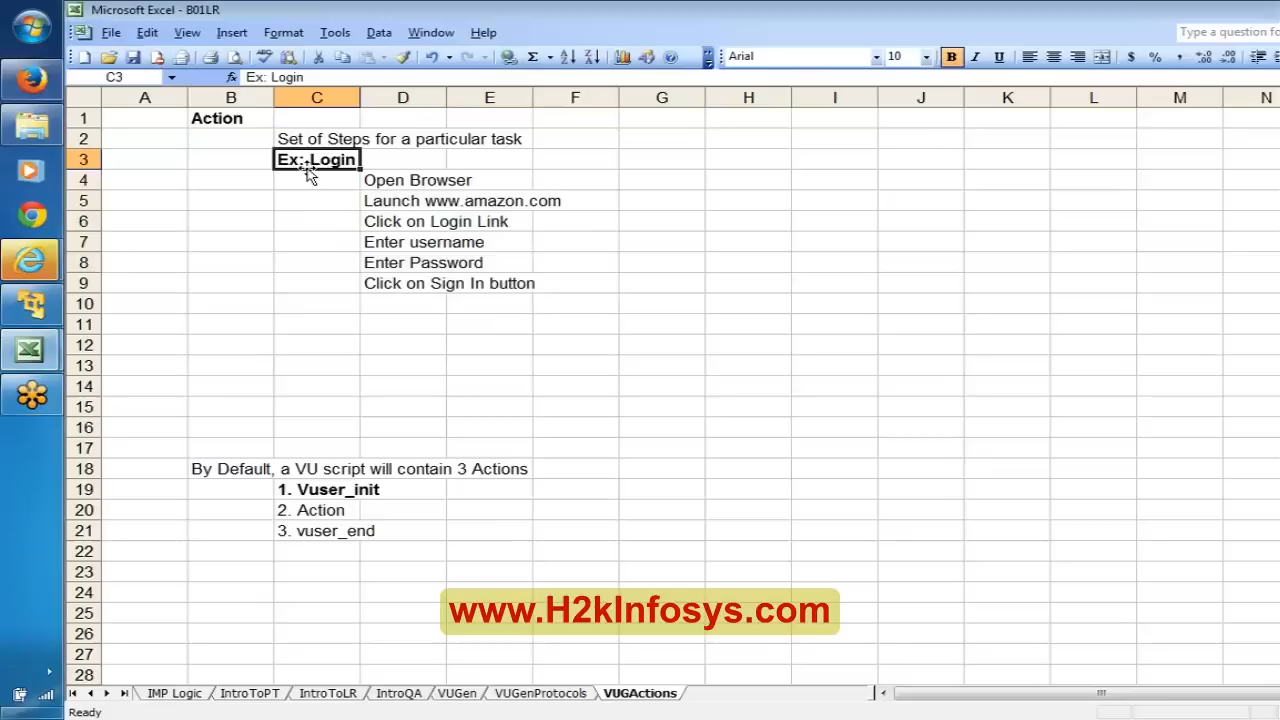 Microsoft Excel - B01LR
File Edit View Insert Format Tools Data Window Help
Type a question fo
Arial 10 B I U $ %
C3 fx Ex: Login
A B C D E F G H I J K L M N
1 Action
2 Set of Steps for a particular task
3 Ex: Login
4 Open Browser
5 Launch www.amazon.com
6 Click on Login Link
7 Enter username
8 Enter Password
9 Click on Sign In button
10
11
12
13
14
15
16
17
18 By Default, a VU script will contain 3 Actions
19 1. Vuser_init
20 2. Action
21 3. vuser_end
22
23
24
25 www.H2kInfosys.com
26
27
28
IMP Logic IntroToPT IntroToLR IntroQA VUGen VUGenProtocols VUGActions
Ready